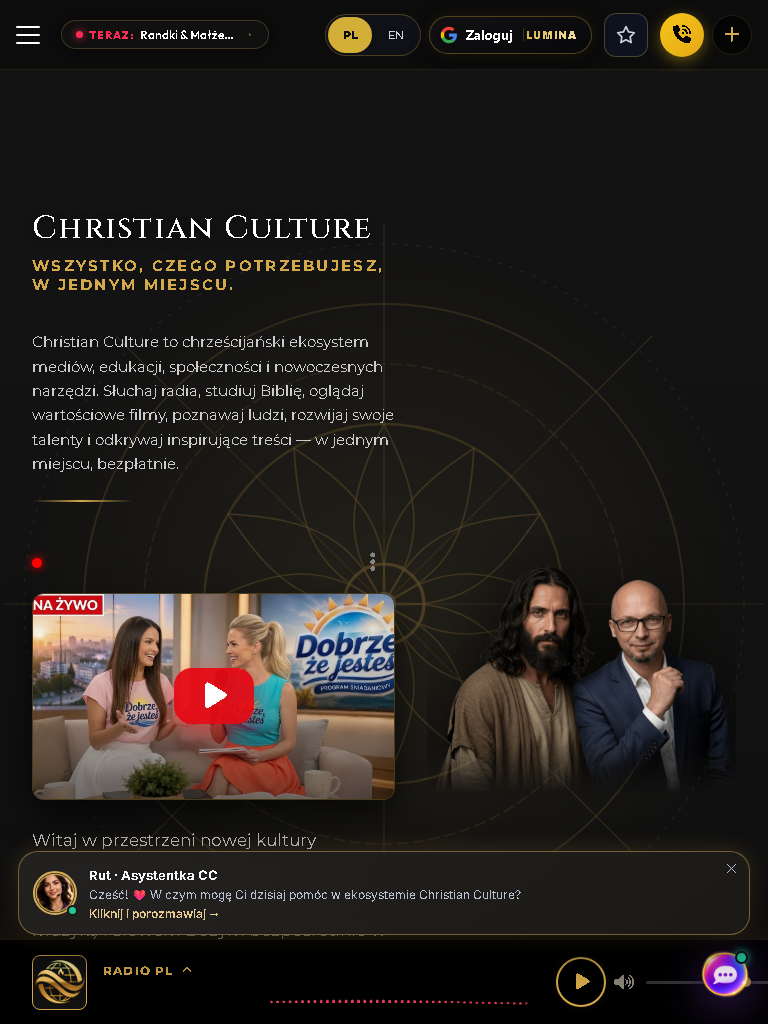 TERAZ: Randki & Małże...
PL
EN
Zaloguj
LUMINA
Christian Culture
WSZYSTKO, CZEGO POTRZEBUJESZ,
W JEDNYM MIEJSCU.
Christian Culture to chrześcijański ekosystem
mediów, edukacji, społeczności i nowoczesnych
narzędzi. Słuchaj radia, studiuj Biblię, oglądaj
wartościowe filmy, poznawaj ludzi, rozwijaj swoje
talenty i odkrywaj inspirujące treści — w jednym
miejscu, bezpłatnie.
NA ŻYWO
Dobrze
że jesteś
PROGRAM ŚNIADANIOWY
Dobrze
że jesteś
że jesteś
Witaj w przestrzeni nowej kultury
Rut · Asystentka CC
Cześć! ❤️ W czym mogę Ci dzisiaj pomóc w ekosystemie Christian Culture?
Kliknij i porozmawiaj →
RADIO PL